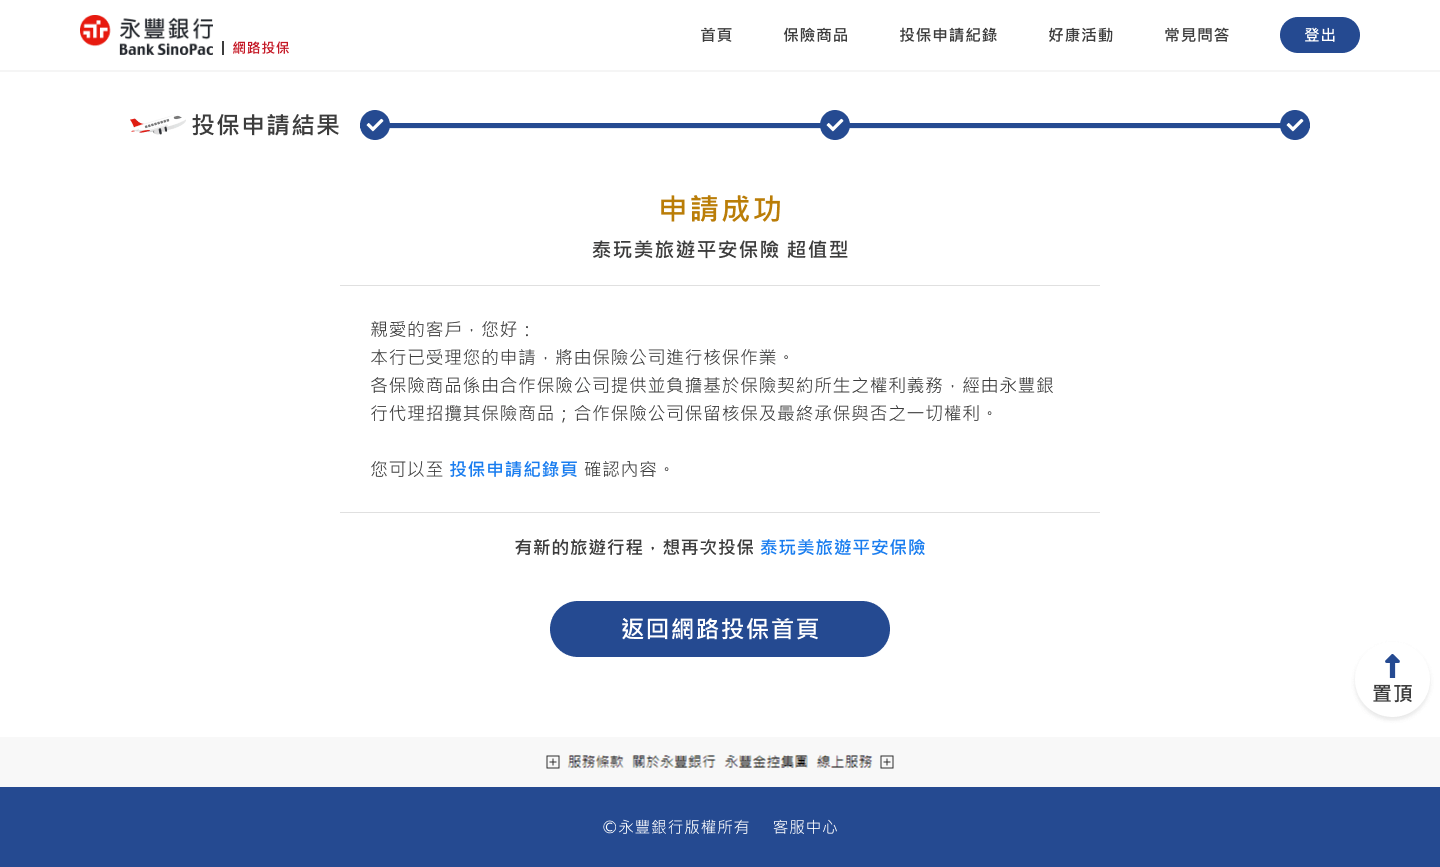 永豐銀行
Bank SinoPac
網路投保
首頁 保險商品 投保申請紀錄 好康活動 常見問答 登出
投保申請結果
申請成功
泰玩美旅遊平安保險 超值型
親愛的客戶，您好：
本行已受理您的申請，將由保險公司進行核保作業。
各保險商品係由合作保險公司提供並負擔基於保險契約所生之權利義務，經由永豐銀
行代理招攬其保險商品；合作保險公司保留核保及最終承保與否之一切權利。
您可以至 投保申請紀錄頁 確認內容。
有新的旅遊行程，想再次投保 泰玩美旅遊平安保險
返回網路投保首頁
置頂
服務條款 關於永豐銀行 永豐金控集團 線上服務
©永豐銀行版權所有 客服中心